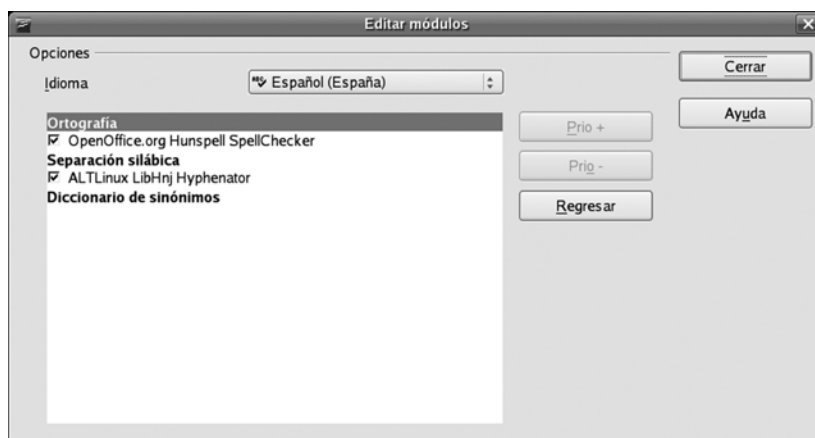 Editar módulos
Opciones
Cerrar
Idioma
Español (España)
Ayuda
Ortografía
OpenOffice.org Hunspell SpellChecker
Prio +
Separación silábica
Prio -
ALTLinux LibHnj Hyphenator
Diccionario de sinónimos
Regresar